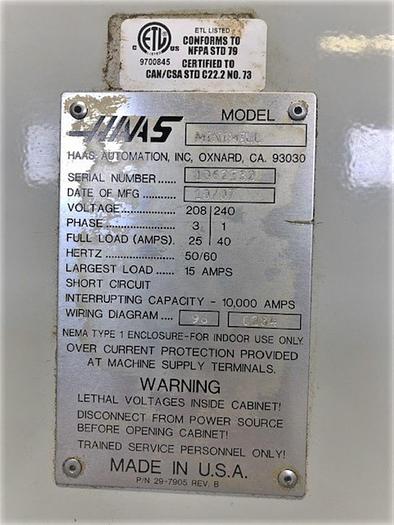 ETL LISTED
CONFORMS TO
NFPA STD 79
C ETL US
9700845
CERTIFIED TO
CAN/CSA STD C22.2 NO. 73
HAAS
MODEL
HAAS AUTOMATION, INC, OXNARD, CA. 93030
SERIAL NUMBER
DATE OF MFG 10/07
VOLTAGE 208 240
PHASE 3 1
FULL LOAD (AMPS) 25 40
HERTZ 50/60
LARGEST LOAD - 15 AMPS
SHORT CIRCUIT
INTERRUPTING CAPACITY - 10,000 AMPS
WIRING DIAGRAM
NEMA TYPE 1 ENCLOSURE-FOR INDOOR USE ONLY
OVER CURRENT PROTECTION PROVIDED
AT MACHINE SUPPLY TERMINALS.
WARNING
LETHAL VOLTAGES INSIDE CABINET!
DISCONNECT FROM POWER SOURCE
BEFORE OPENING CABINET!
TRAINED SERVICE PERSONNEL ONLY!
MADE IN U.S.A.
P/N 29-7905 REV. B